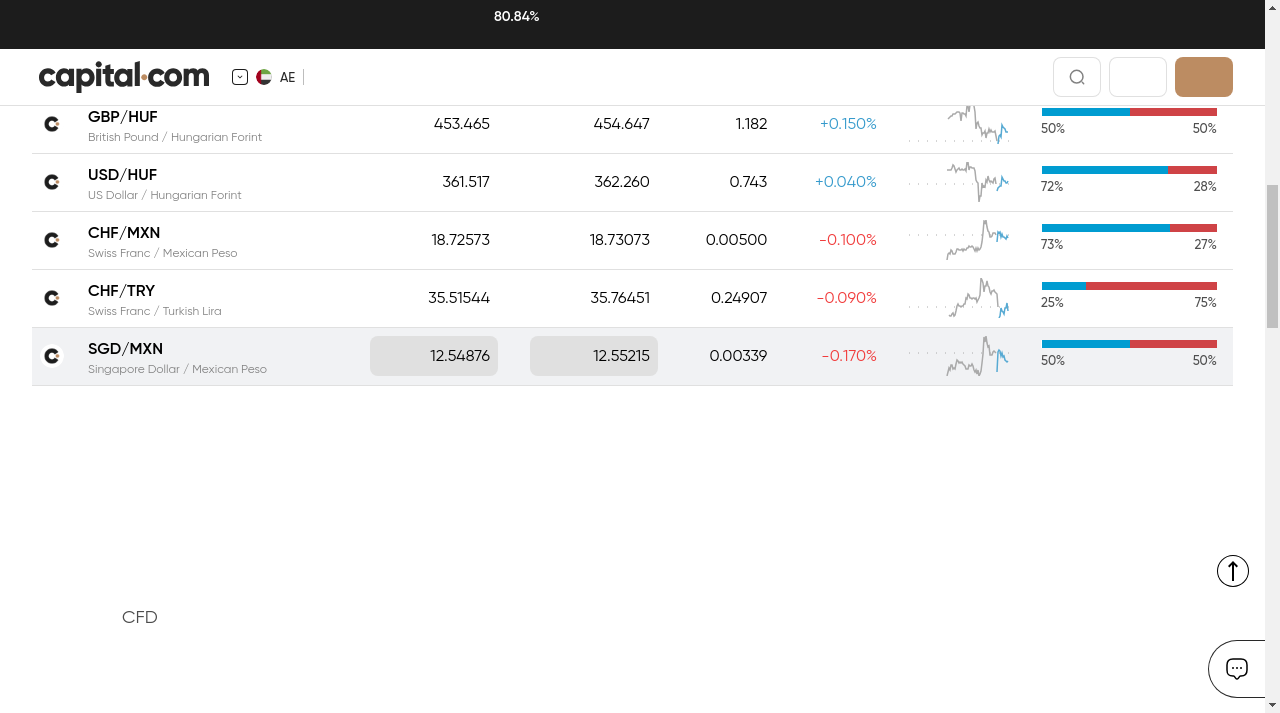 80.84%
capital.com
AE
GBP/HUF
British Pound / Hungarian Forint
453.465
454.647
1.182
+0.150%
50%
50%
USD/HUF
US Dollar / Hungarian Forint
361.517
362.260
0.743
+0.040%
72%
28%
CHF/MXN
Swiss Franc / Mexican Peso
18.72573
18.73073
0.00500
-0.100%
73%
27%
CHF/TRY
Swiss Franc / Turkish Lira
35.51544
35.76451
0.24907
-0.090%
25%
75%
SGD/MXN
Singapore Dollar / Mexican Peso
12.54876
12.55215
0.00339
-0.170%
50%
50%
CFD